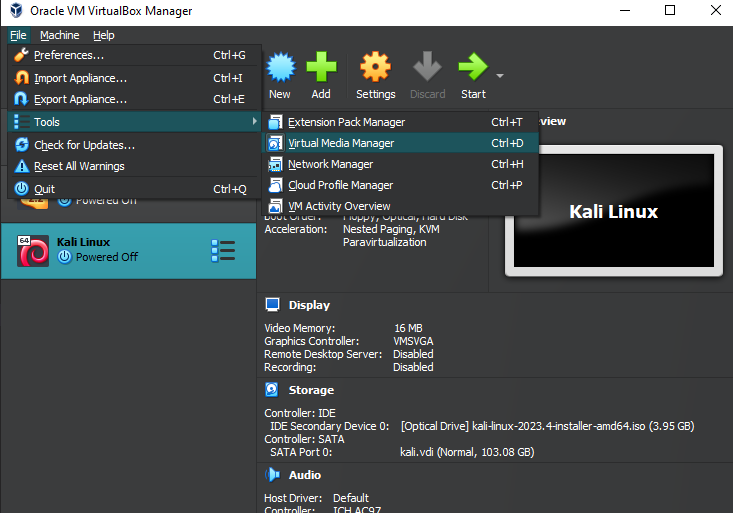 Oracle VM VirtualBox Manager
File Machine Help
Preferences... Ctrl+G
Import Appliance... Ctrl+I
Export Appliance... Ctrl+E
Tools
Check for Updates...
Reset All Warnings
Quit Ctrl+Q
New Add Settings Discard Start
Extension Pack Manager Ctrl+T
Virtual Media Manager Ctrl+D
Network Manager Ctrl+H
Cloud Profile Manager Ctrl+P
VM Activity Overview
Powered Off
64
Kali Linux
Powered Off
Boot Order: Floppy, Optical, Hard Disk
Acceleration: Nested Paging, KVM
Paravirtualization
Kali Linux
Display
Video Memory: 16 MB
Graphics Controller: VMSVGA
Remote Desktop Server: Disabled
Recording: Disabled
Storage
Controller: IDE
IDE Secondary Device 0: [Optical Drive] kali-linux-2023.4-installer-amd64.iso (3.95 GB)
Controller: SATA
SATA Port 0: kali.vdi (Normal, 103.08 GB)
Audio
Host Driver: Default
Controller: ICH AC97